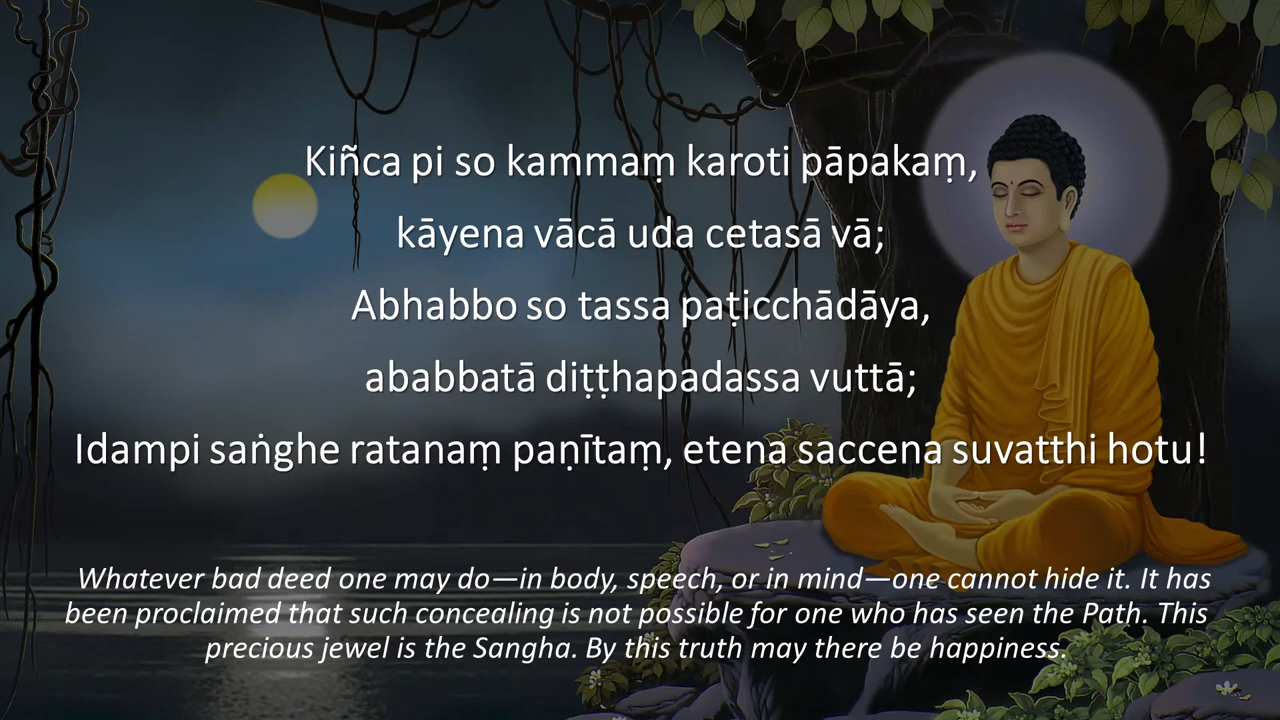 Kiñca pi so kammaṃ karoti pāpakaṃ,
kāyena vācā uda cetasā vā;
Abhabbo so tassa paṭicchādāya,
ababbatā diṭṭhapadassa vuttā;
Idampi saṅghe ratanaṃ paṇītaṃ, etena saccena suvatthi hotu!
Whatever bad deed one may do—in body, speech, or in mind—one cannot hide it. It has
been proclaimed that such concealing is not possible for one who has seen the Path. This
precious jewel is the Sangha. By this truth may there be happiness.